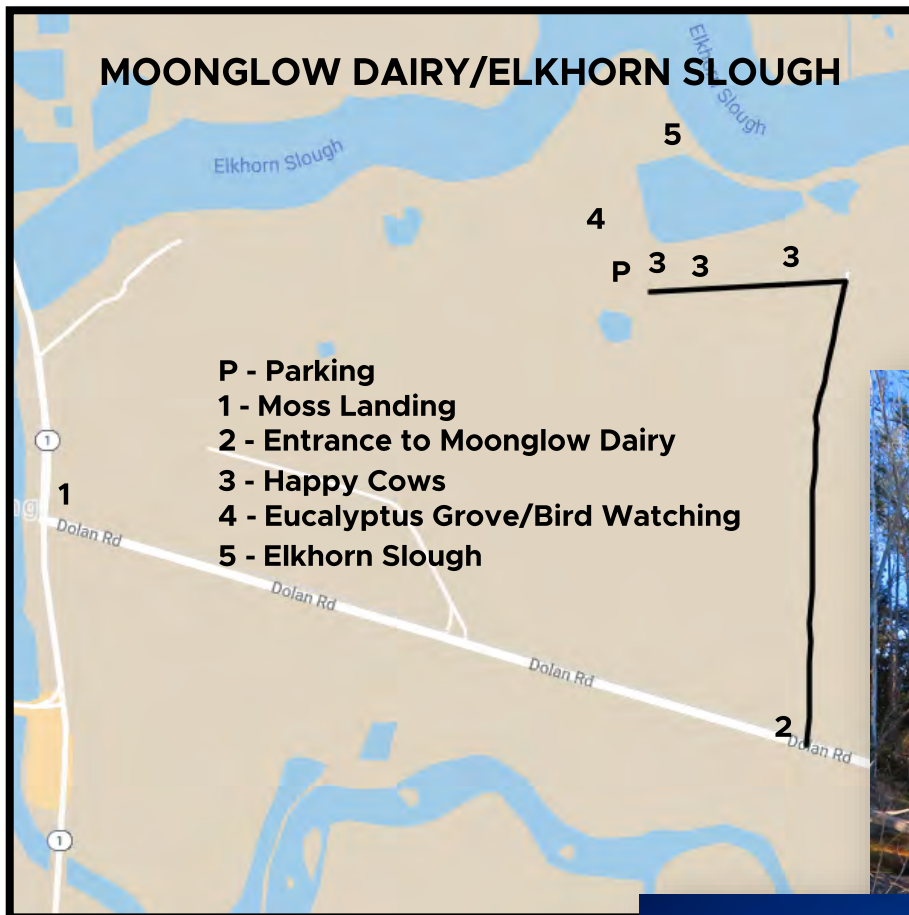 MOONGLOW DAIRY/ELKHORN SLOUGH
Elkhorn Slough
Elkhorn Slough
5
4
P 3 3 3
P - Parking
1 - Moss Landing
2 - Entrance to Moonglow Dairy
3 - Happy Cows
4 - Eucalyptus Grove/Bird Watching
5 - Elkhorn Slough
1
1
ng
Dolan Rd
Dolan Rd
Dolan Rd
2
Dolan Rd
1